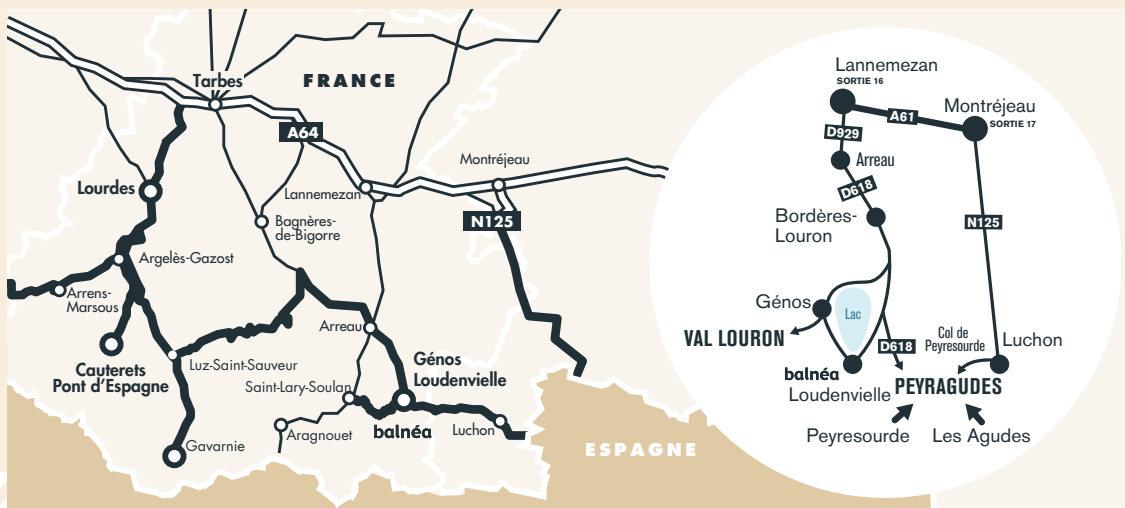 Tarbes
FRANCE
A64
Lourdes
Lannemezan
Montréjeau
N125
Bagnères-
de-Bigorre
Argelès-Gazost
Arrens-
Marsous
Cauterets
Pont d'Espagne
Luz-Saint-Sauveur
Arreau
Génos
Loudenvielle
Saint-Lary-Soulan
balnéa
Luchon
Aragnouet
Gavarnie
ESPAGNE
Lannemezan
SORTIE 16
A61
Montréjeau
SORTIE 17
D929
Arreau
D618
Bordères-
Louron
N125
Génos
Lac
VAL LOURON
D618
Col de
Peyresourde
Luchon
balnéa
Loudenvielle
PEYRAGUDES
Peyresourde
Les Agudes